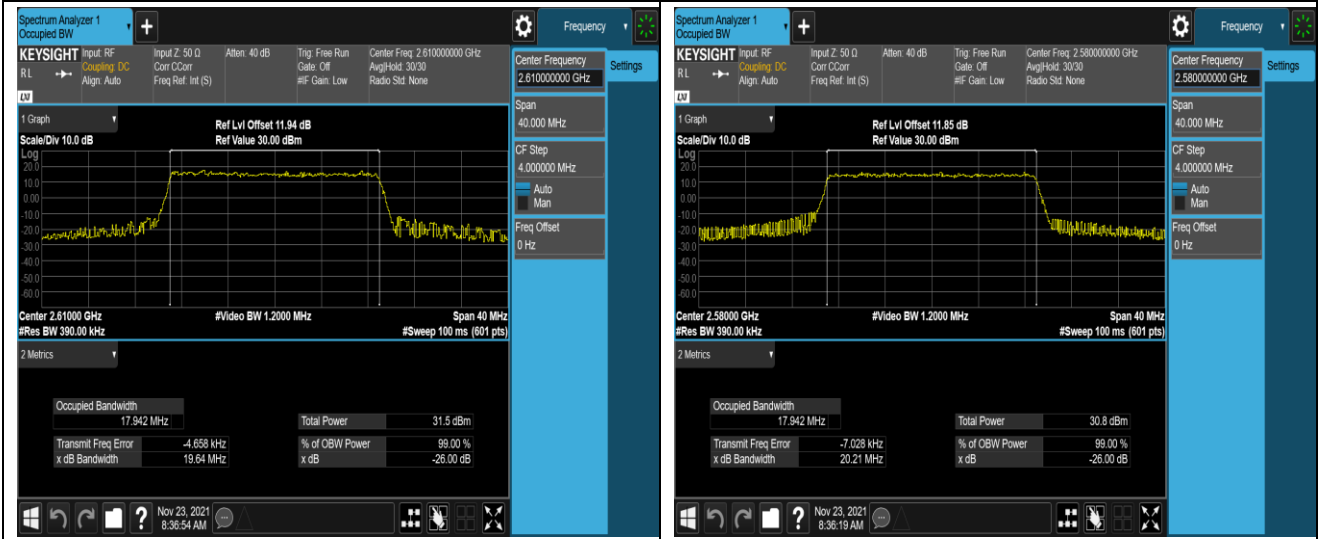 Spectrum Analyzer 1
Occupied BW
Frequency
KEYSIGHT Input: RF Input Z: 50 Ω Atten: 40 dB Trig: Free Run Center Freq: 2.610000000 GHz
Coupling: DC Corr CCorr Gate: Off Avg|Hold: 30/30
RL Align: Auto Freq Ref: Int (S) #IF Gain: Low Radio Std: None
LXI
Center Frequency
2.610000000 GHz
Settings
Span
40.000 MHz
CF Step
4.000000 MHz
Auto
Man
Freq Offset
0 Hz
1 Graph
Ref Lvl Offset 11.94 dB
Scale/Div 10.0 dB Ref Value 30.00 dBm
Log
20.0
10.0
0.00
-10.0
-20.0
-30.0
-40.0
-50.0
-60.0
Center 2.61000 GHz #Video BW 1.2000 MHz Span 40 MHz
#Res BW 390.00 kHz #Sweep 100 ms (601 pts)
2 Metrics
Occupied Bandwidth
17.942 MHz Total Power 31.5 dBm
Transmit Freq Error -4.658 kHz % of OBW Power 99.00 %
x dB Bandwidth 19.64 MHz x dB -26.00 dB
Nov 23, 2021
8:36:54 AM
Spectrum Analyzer 1
Occupied BW
Frequency
KEYSIGHT Input: RF Input Z: 50 Ω Atten: 40 dB Trig: Free Run Center Freq: 2.580000000 GHz
Coupling: DC Corr CCorr Gate: Off Avg|Hold: 30/30
RL Align: Auto Freq Ref: Int (S) #IF Gain: Low Radio Std: None
LXI
Center Frequency
2.580000000 GHz
Settings
Span
40.000 MHz
CF Step
4.000000 MHz
Auto
Man
Freq Offset
0 Hz
1 Graph
Ref Lvl Offset 11.85 dB
Scale/Div 10.0 dB Ref Value 30.00 dBm
Log
20.0
10.0
0.00
-10.0
-20.0
-30.0
-40.0
-50.0
-60.0
Center 2.58000 GHz #Video BW 1.2000 MHz Span 40 MHz
#Res BW 390.00 kHz #Sweep 100 ms (601 pts)
2 Metrics
Occupied Bandwidth
17.942 MHz Total Power 30.8 dBm
Transmit Freq Error -7.028 kHz % of OBW Power 99.00 %
x dB Bandwidth 20.21 MHz x dB -26.00 dB
Nov 23, 2021
8:36:19 AM